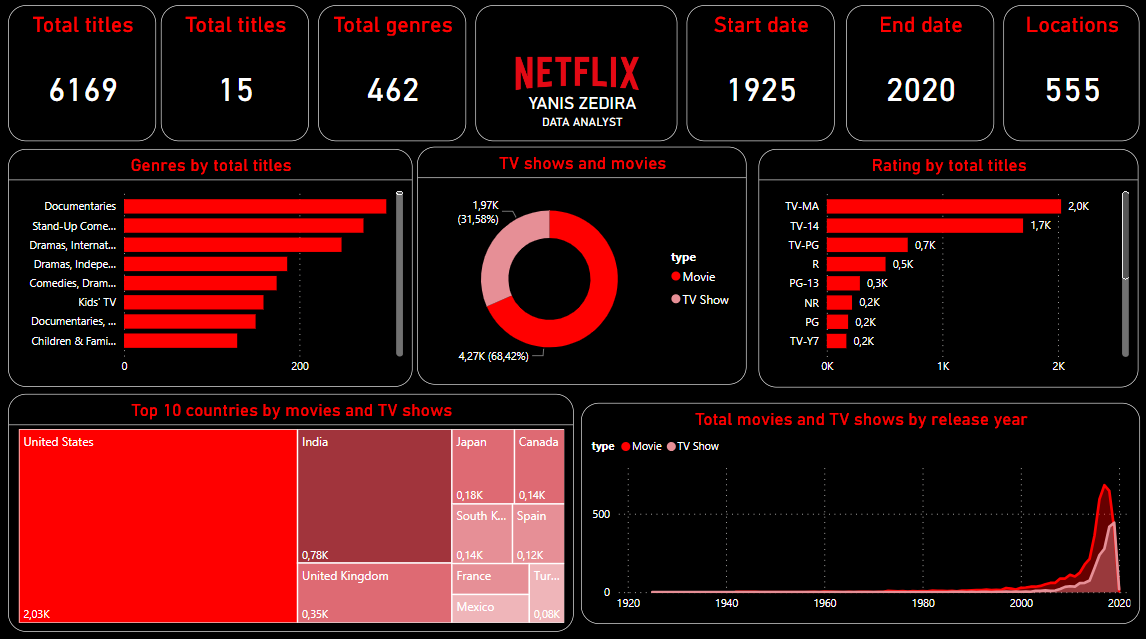 Total titles
6169
Total titles
15
Total genres
462
NETFLIX
YANIS ZEDIRA
DATA ANALYST
Start date
1925
End date
2020
Locations
555
Genres by total titles
Documentaries
Stand-Up Come...
Dramas, Internat...
Dramas, Indepe...
Comedies, Dram...
Kids' TV
Documentaries, ...
Children & Fami...
0
200
TV shows and movies
1,97K
(31,58%)
4,27K (68,42%)
type
Movie
TV Show
Rating by total titles
TV-MA 2,0K
TV-14 1,7K
TV-PG 0,7K
R 0,5K
PG-13 0,3K
NR 0,2K
PG 0,2K
TV-Y7 0,2K
0K 1K 2K
Top 10 countries by movies and TV shows
United States
2,03K
India
0,78K
United Kingdom
0,35K
Japan
0,18K
Canada
0,14K
South K...
0,14K
Spain
0,12K
France
Mexico
Tur...
0,08K
Total movies and TV shows by release year
type Movie TV Show
500
0
1920 1940 1960 1980 2000 2020